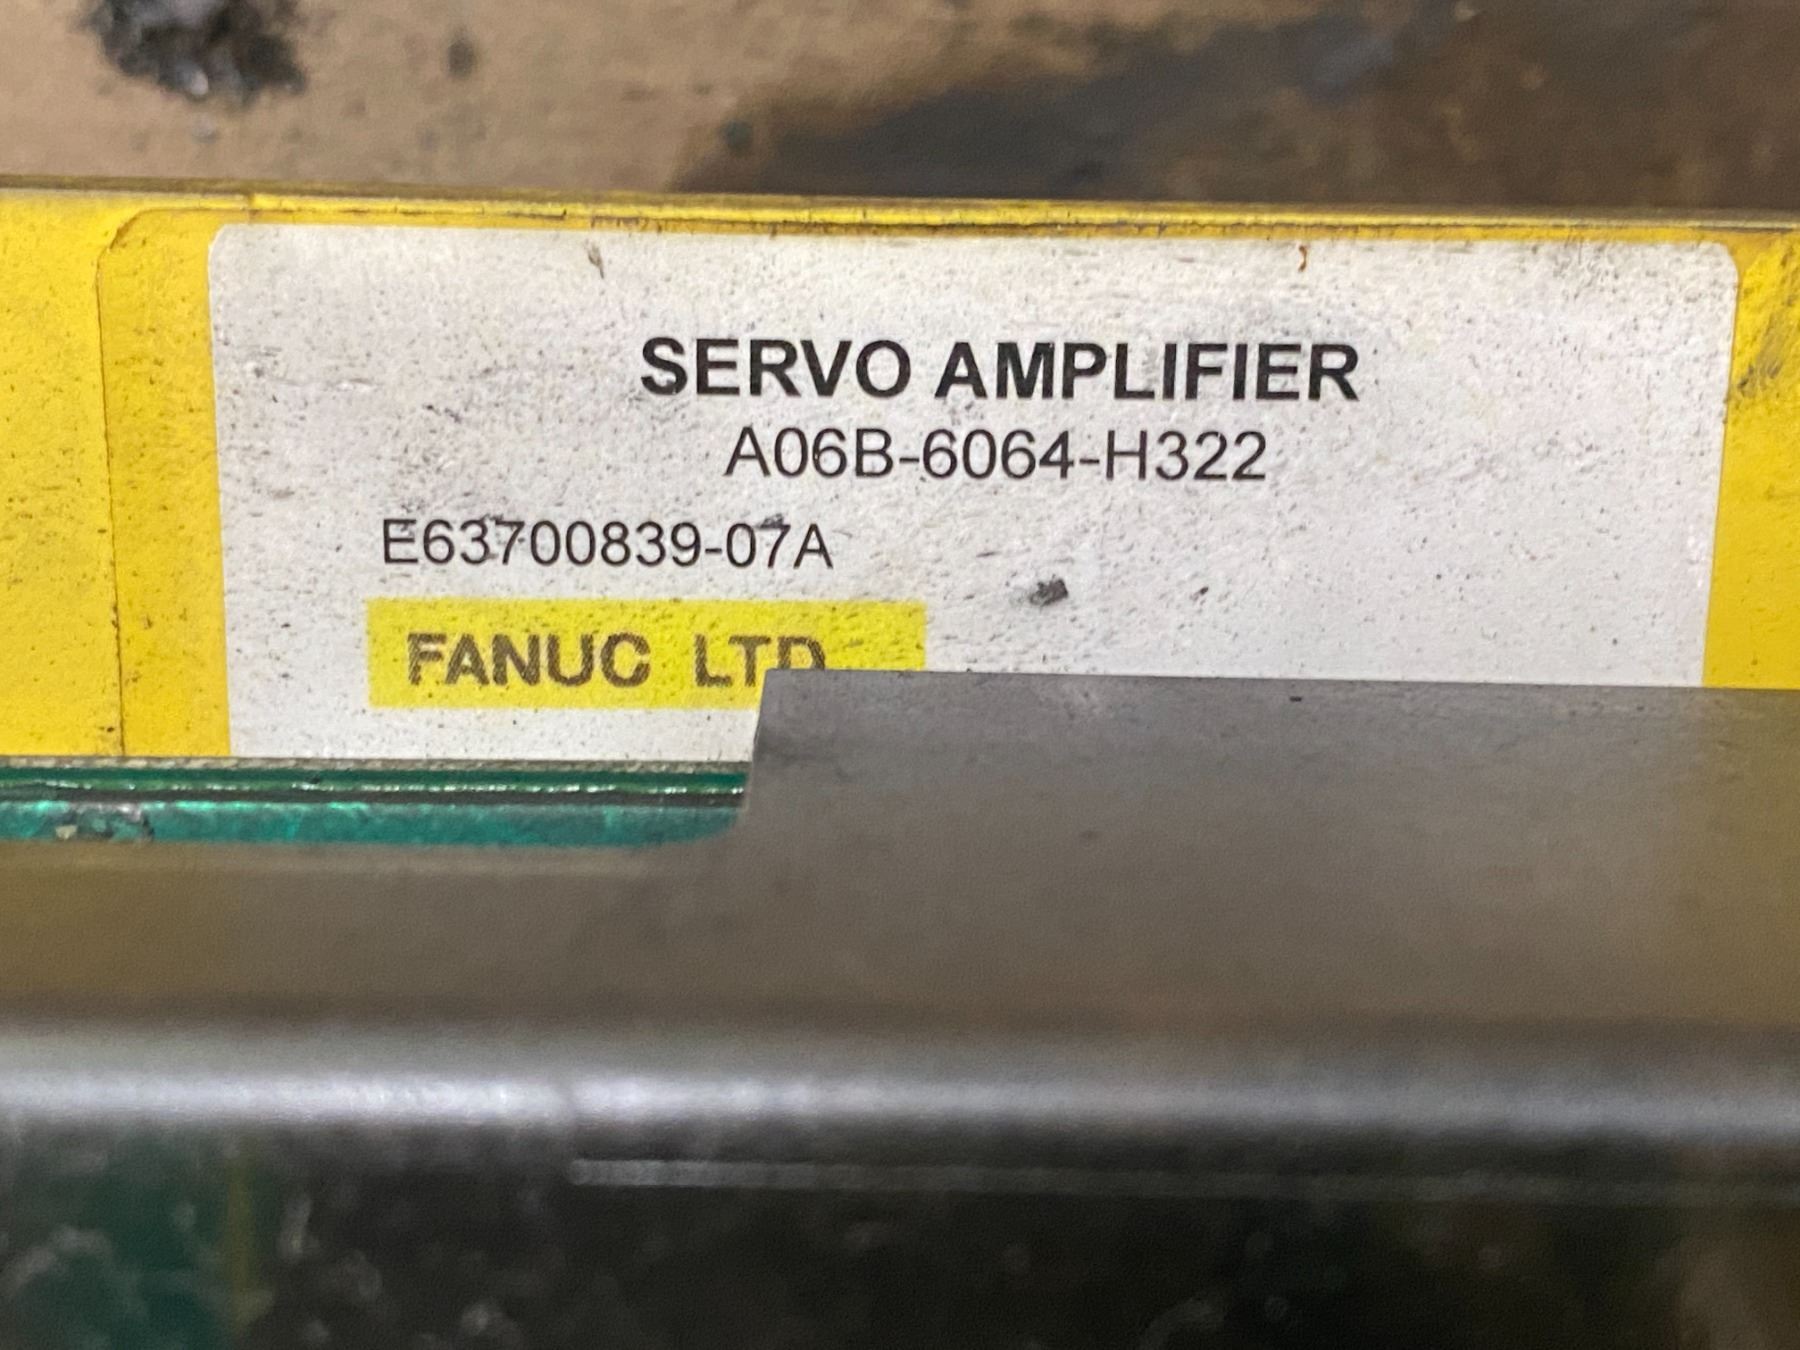 SERVO AMPLIFIER
A06B-6064-H322
E63700839-07A
FANUC LTD